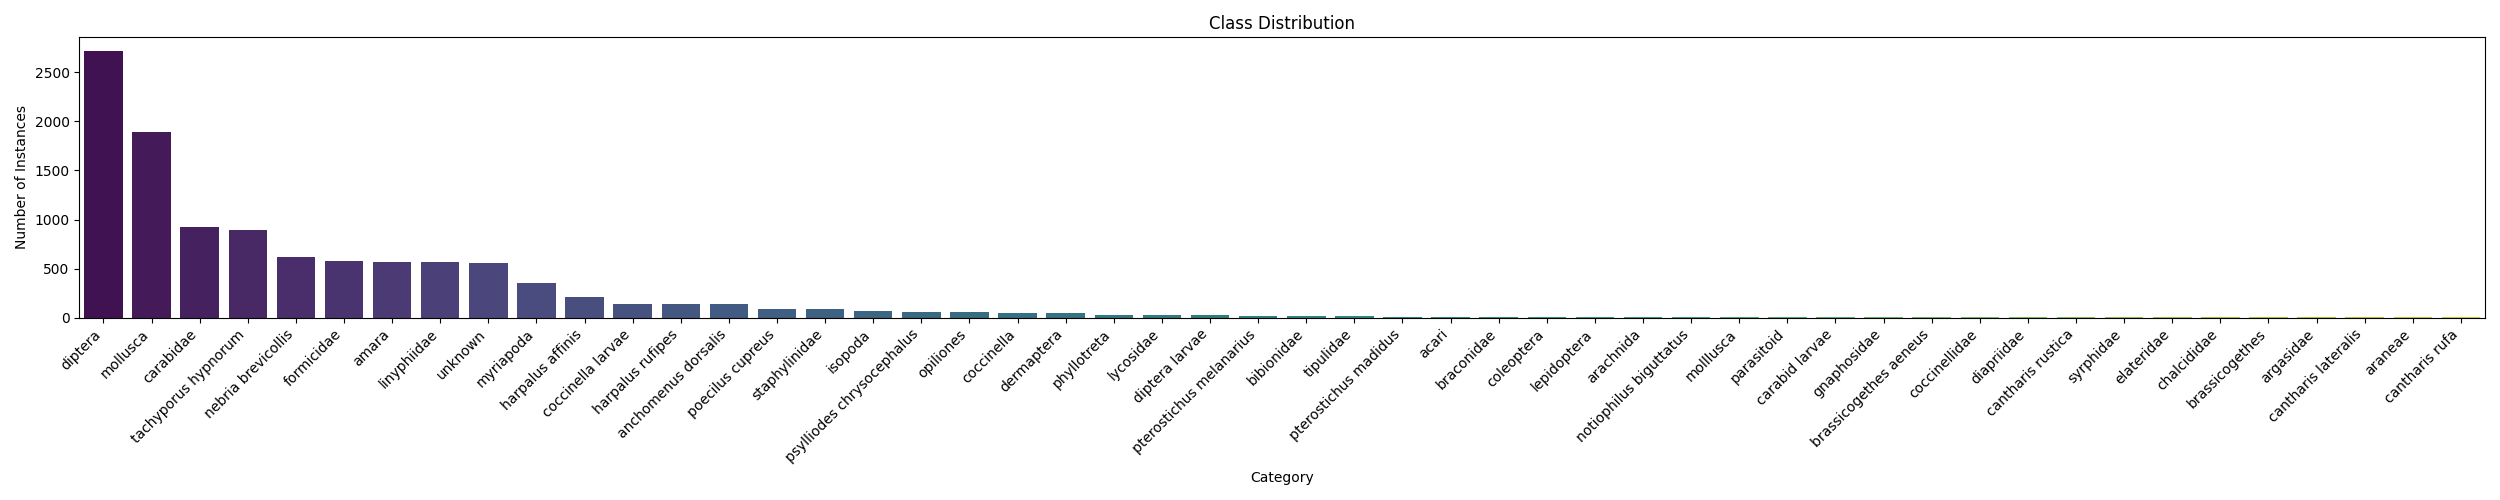 Class Distribution
Number of Instances
2500
2000
1500
1000
500
0
diptera
mollusca
carabidae
tachyporus hypnorum
nebria brevicollis
formicidae
amara
linyphiidae
unknown
myriapoda
harpalus affinis
coccinella larvae
harpalus rufipes
anchomenus dorsalis
poecilus cupreus
staphylinidae
isopoda
psylliodes chrysocephalus
opiliones
coccinella
dermaptera
phyllotreta
lycosidae
diptera larvae
pterostichus melanarius
bibionidae
tipulidae
pterostichus madidus
acari
braconidae
coleoptera
lepidoptera
arachnida
notiophilus biguttatus
molllusca
parasitoid
carabid larvae
gnaphosidae
brassicogethes aeneus
coccinellidae
diapriidae
cantharis rustica
syrphidae
elateridae
chalcididae
brassicogethes
argasidae
cantharis lateralis
araneae
cantharis rufa
Category